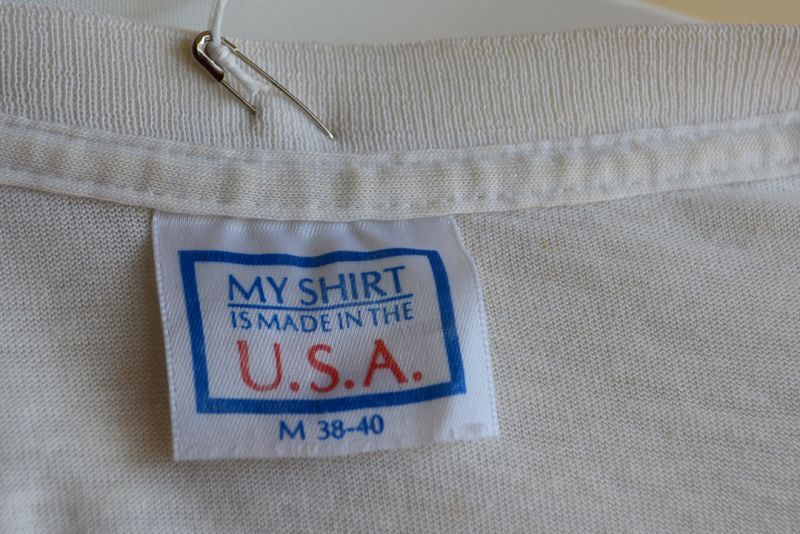 MY SHIRT
IS MADE IN THE
U.S.A.
M 38-40